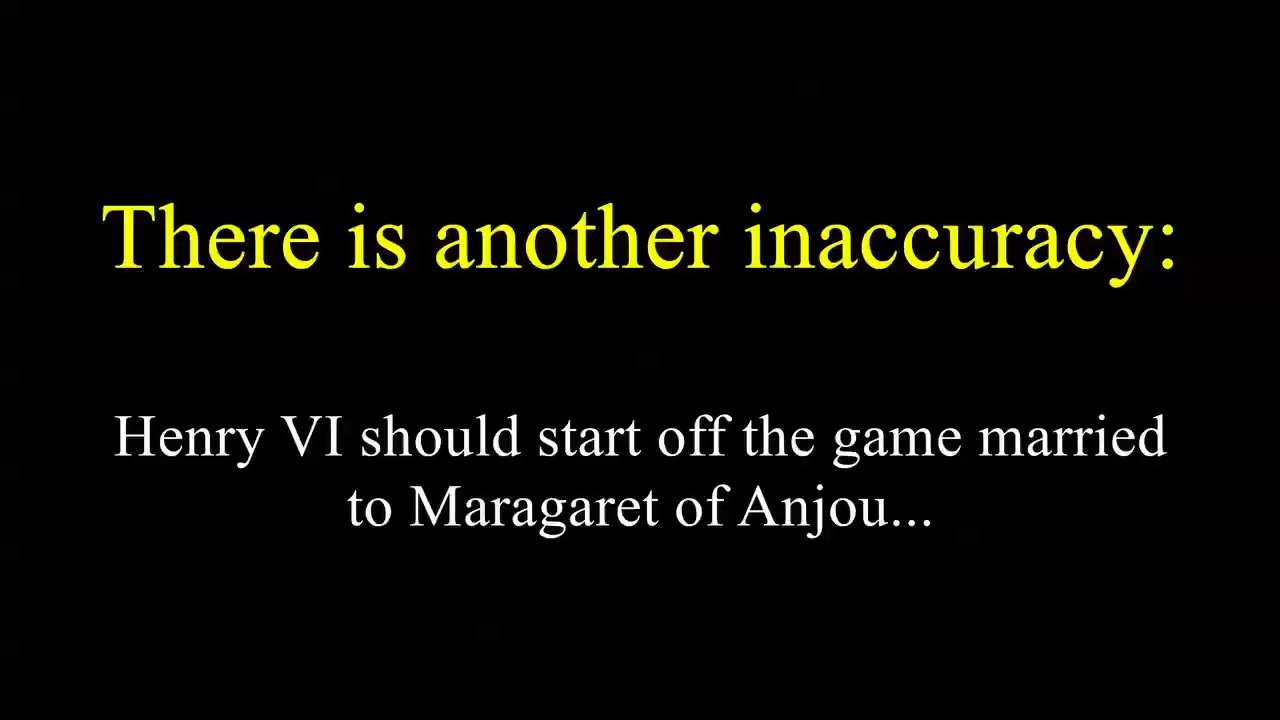 There is another inaccuracy:
Henry VI should start off the game married
to Maragaret of Anjou...